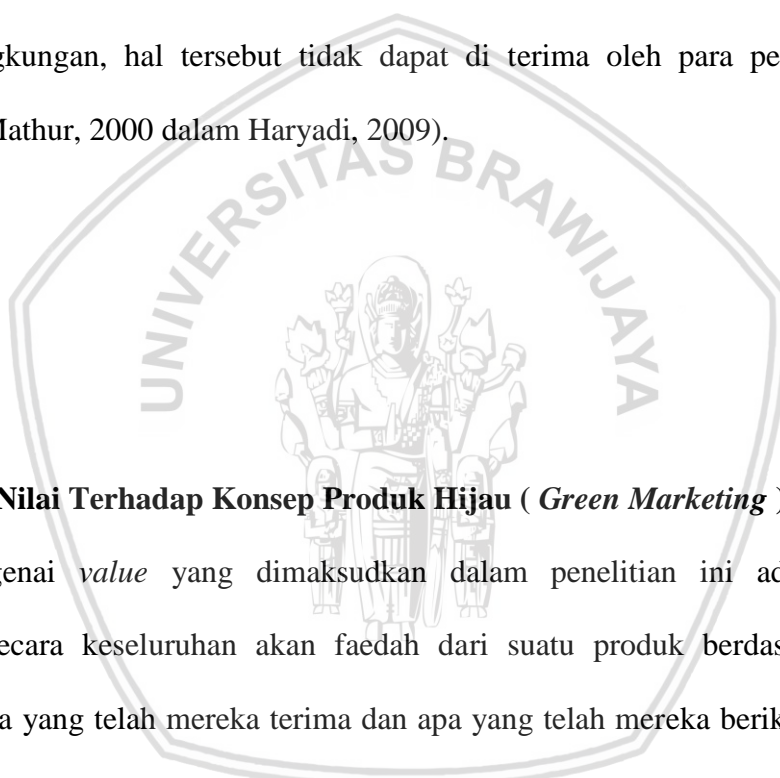 gkungan, hal tersebut tidak dapat di terima oleh para pe
Mathur, 2000 dalam Haryadi, 2009).
UNIVERSITAS BRAWIJAYA
Nilai Terhadap Konsep Produk Hijau ( Green Marketing )
genai value yang dimaksudkan dalam penelitian ini ad
ecara keseluruhan akan faedah dari suatu produk berdas
a yang telah mereka terima dan apa yang telah mereka berik